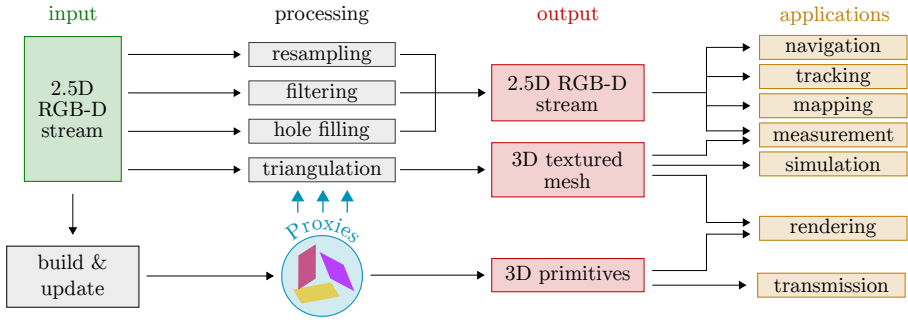 input
processing
output
applications
2.5D
RGB-D
stream
resampling
filtering
hole filling
triangulation
2.5D RGB-D
stream
3D textured
mesh
navigation
tracking
mapping
measurement
simulation
rendering
transmission
Proxies
build &
update
3D primitives